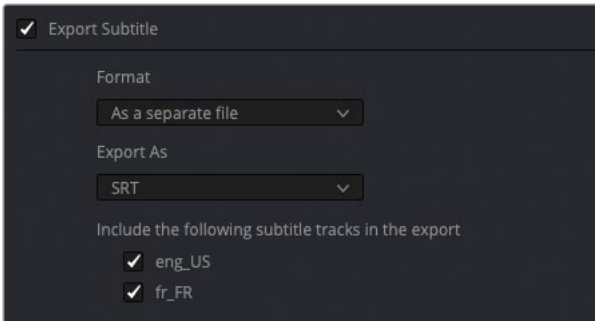 Export Subtitle
Format
As a separate file
Export As
SRT
Include the following subtitle tracks in the export
eng_US
fr_FR